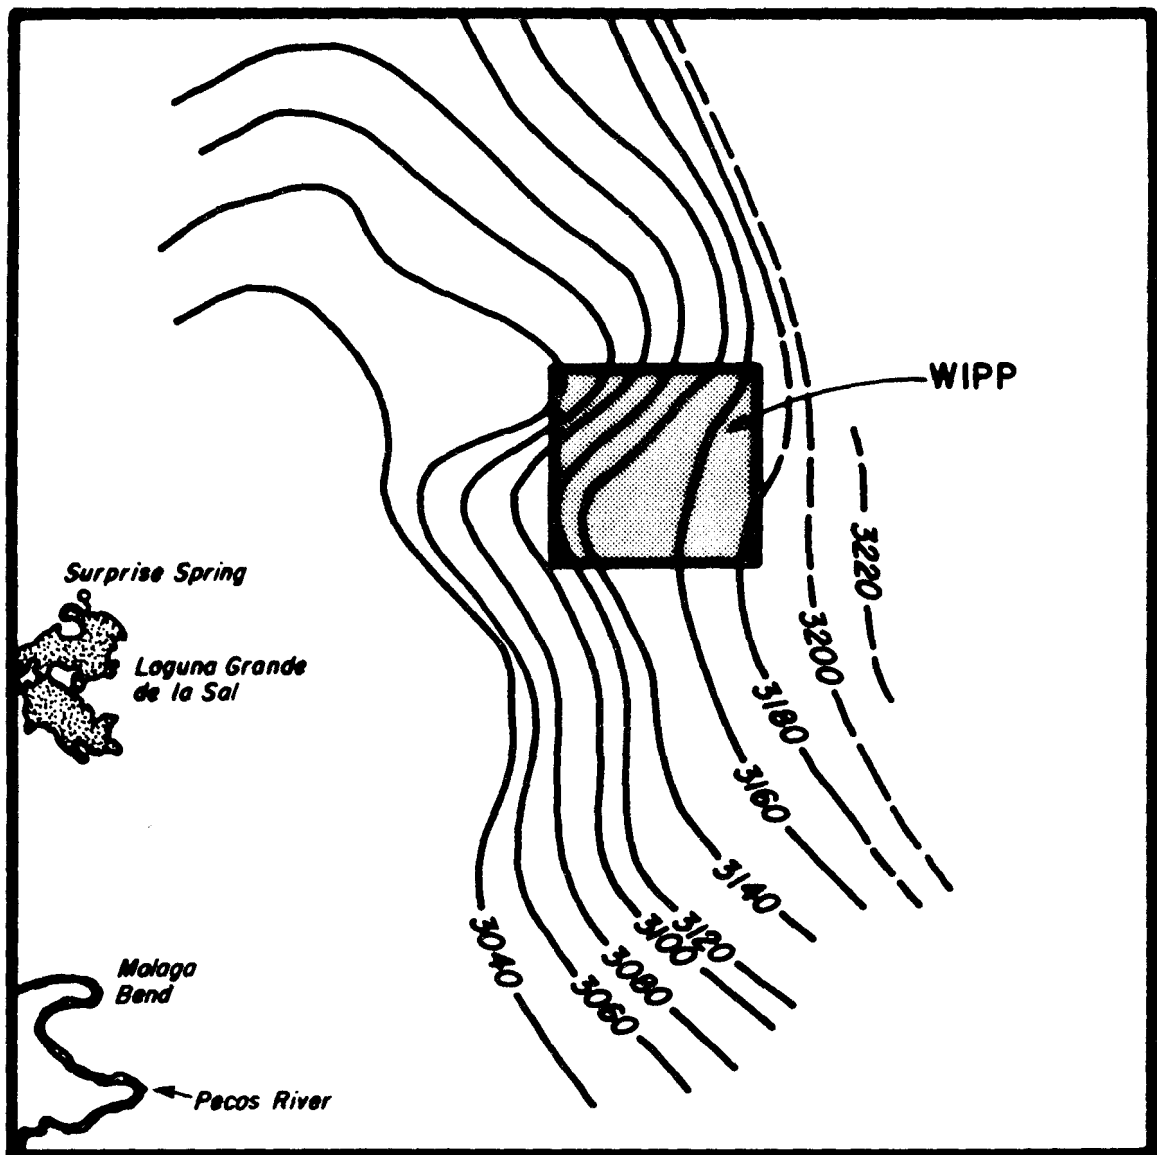 WIPP
3220
Surprise Spring
3200
Laguna Grande
de la Sal
3180
3160
3140
3120
3100
3080
3060
3040
Malaga
Bend
Pecos River